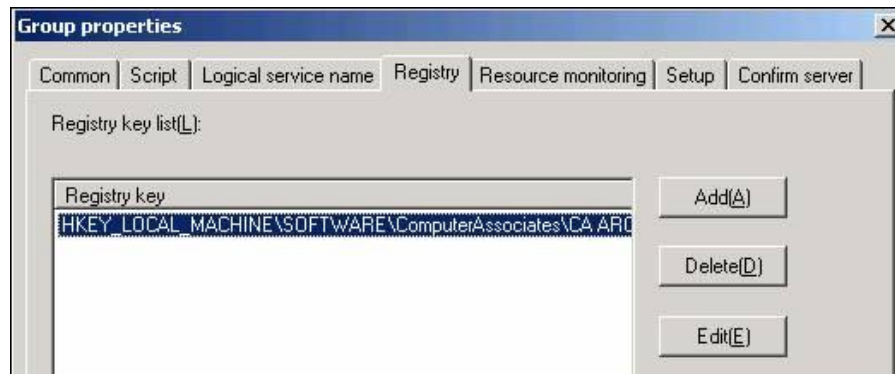 Group properties
Common Script Logical service name Registry Resource monitoring Setup Confirm server
Registry key list(L):
Registry key
HKEY_LOCAL_MACHINE\SOFTWARE\ComputerAssociates\CA ARC
Add(A)
Delete(D)
Edit(E)